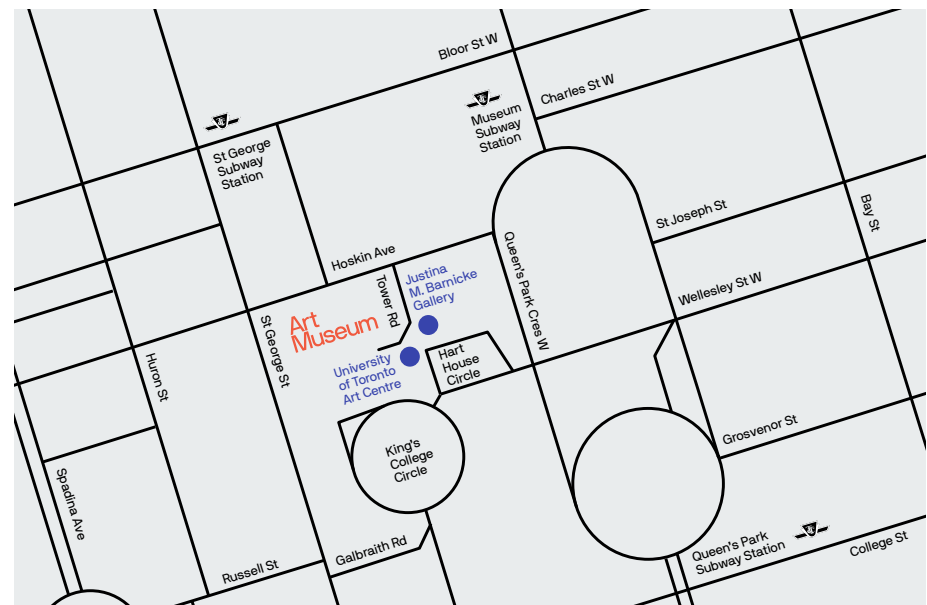 Bloor St W
Charles St W
Museum
Subway
Station
St George
Subway
Station
St Joseph St
Bay St
Hoskin Ave
Queen's Park Cres W
Justina
M. Barnicke
Gallery
Tower Rd
Wellesley St W
Art
Museum
St George St
Huron St
University
of Toronto
Art Centre
Hart
House
Circle
King's
College
Circle
Grosvenor St
Spadina Ave
Galbraith Rd
Russell St
Queen's Park
Subway Station
College St